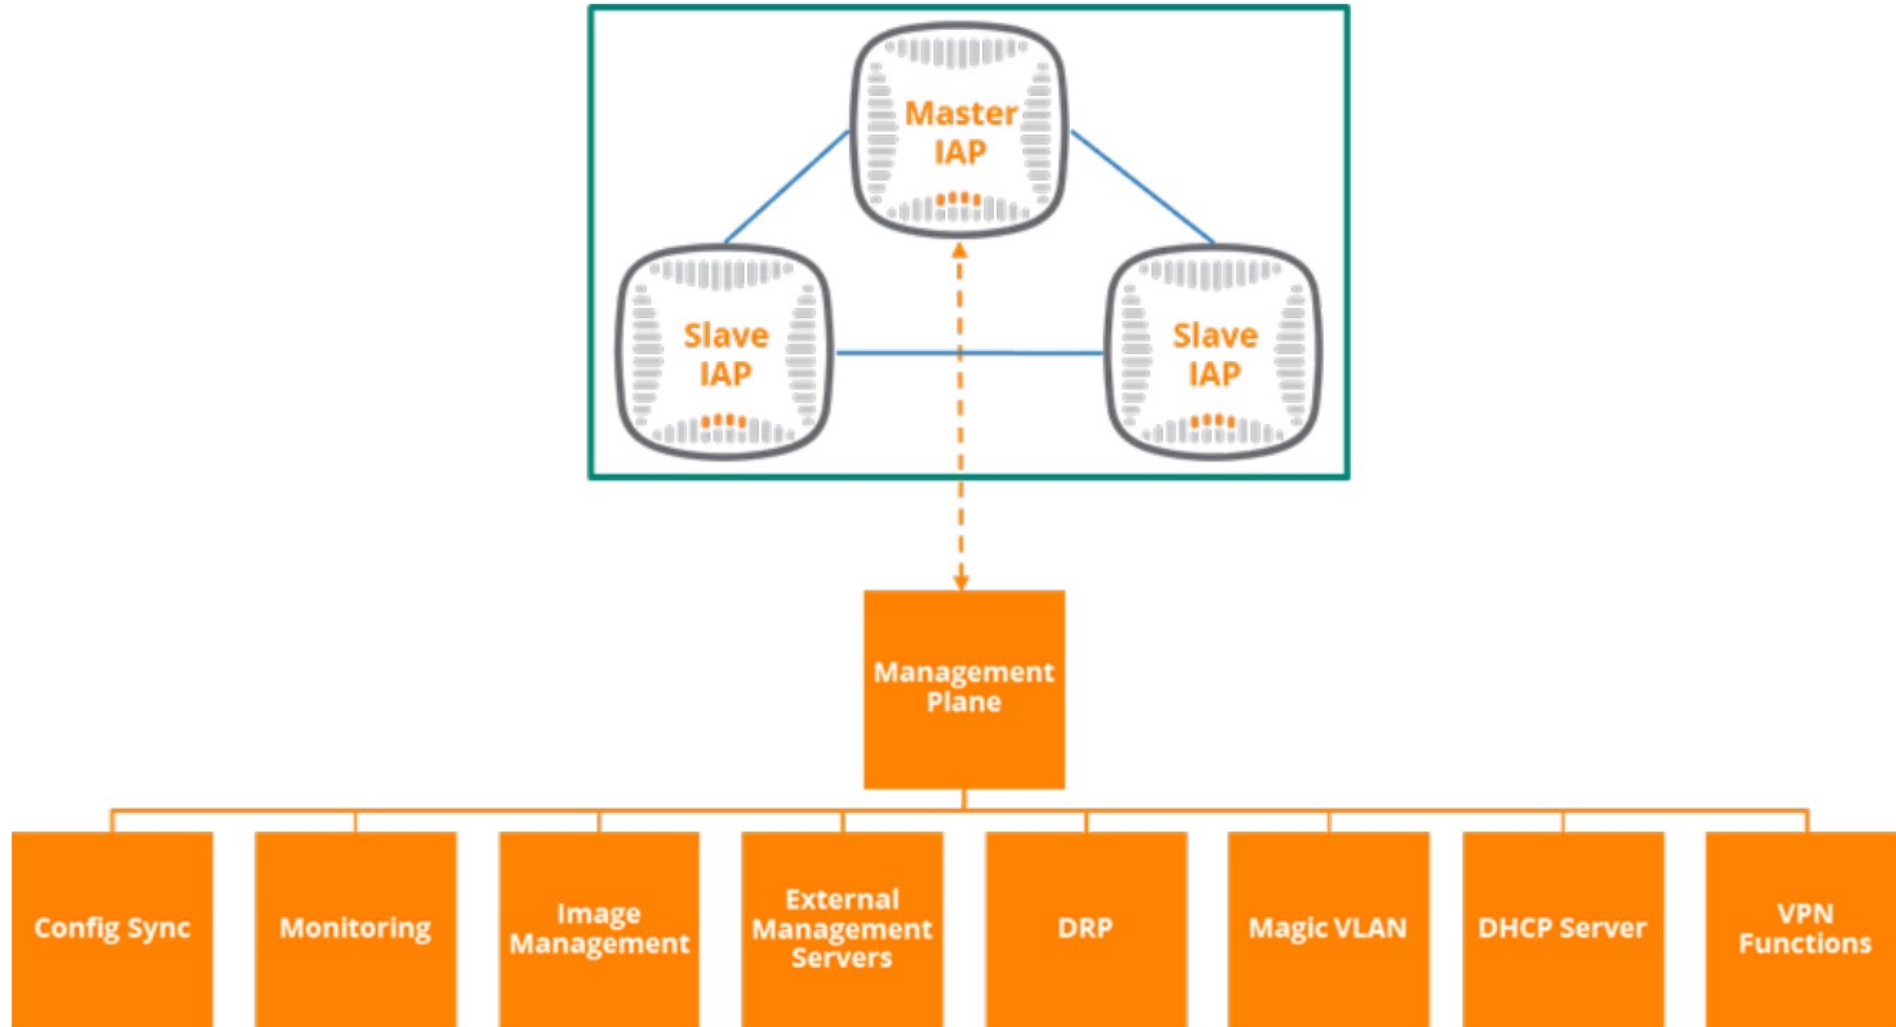 Master
IAP
Slave
IAP
Slave
IAP
Management
Plane
Config Sync
Monitoring
Image
Management
External
Management
Servers
DRP
Magic VLAN
DHCP Server
VPN
Functions